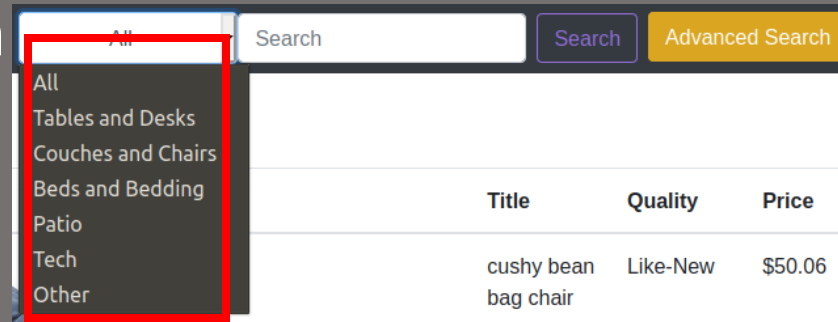 All Search Search Advanced Search
All
Tables and Desks
Couches and Chairs
Beds and Bedding
Patio
Tech
Other
Title Quality Price
cushy bean Like-New $50.06
bag chair